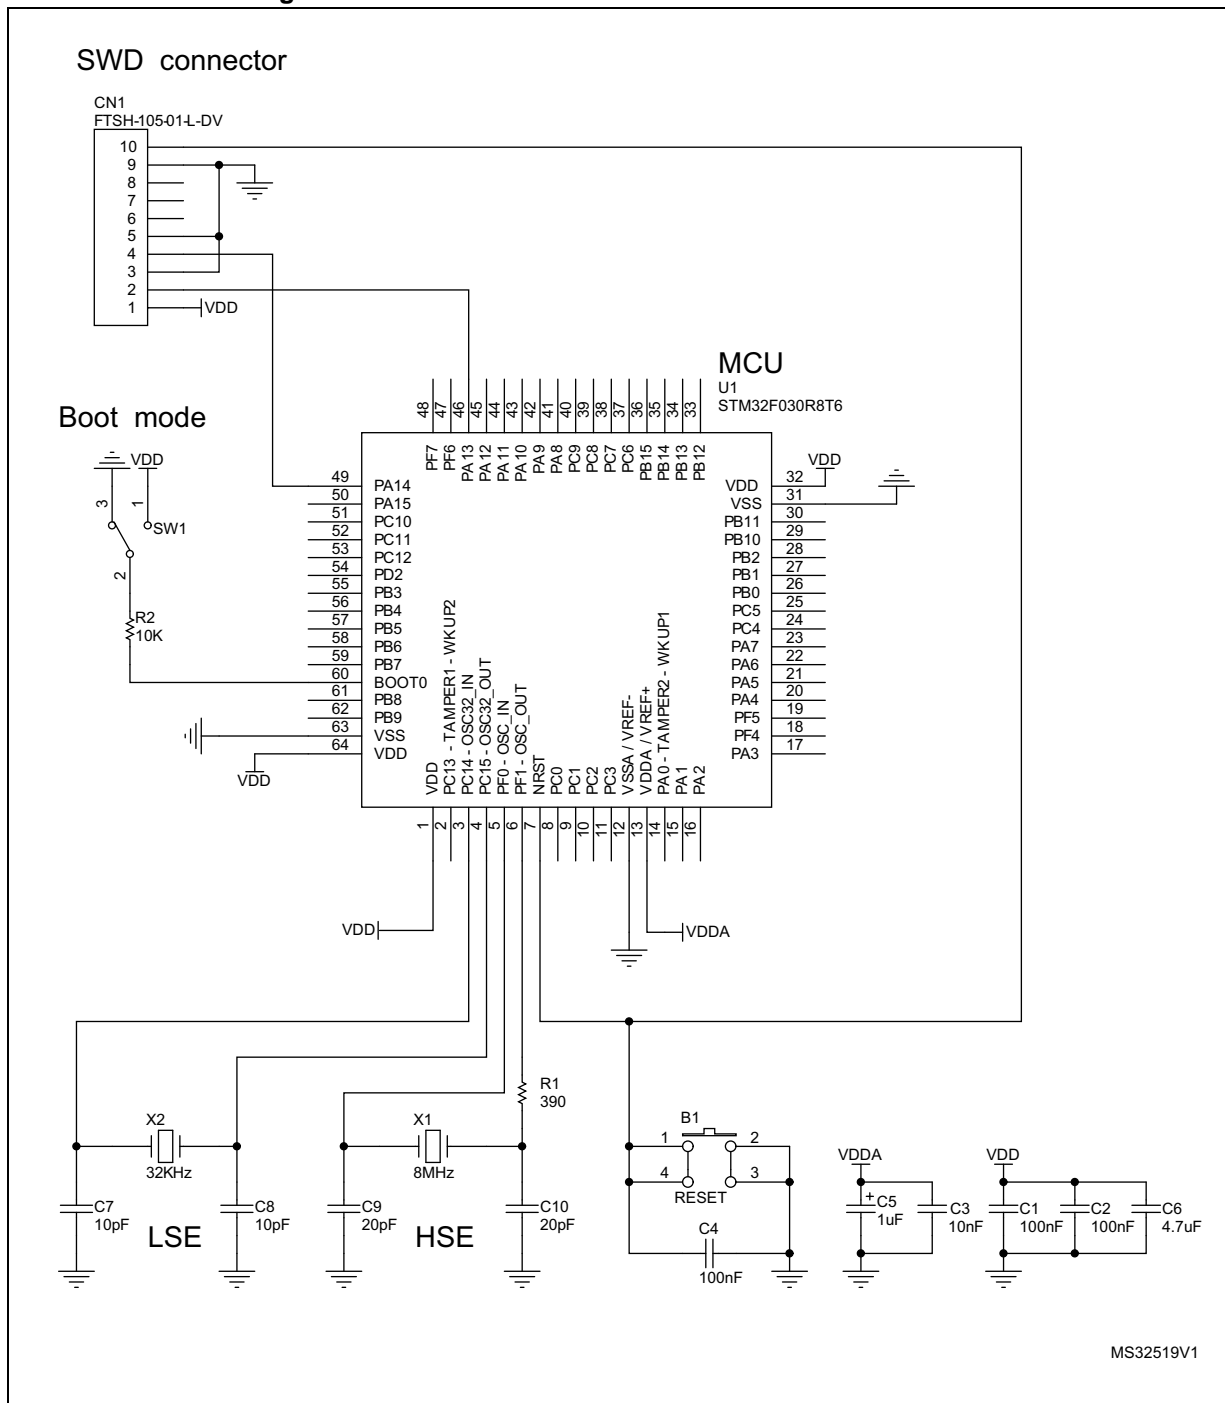 SWD connector
CN1
FTSH-105-01-L-DV
10
9
8
7
6
5
4
3
2
1
VDD
MCU
U1
STM32F030R8T6
Boot mode
VDD
3
1
SW1
2
R2
10K
48 47 46 45 44 43 42 41 40 39 38 37 36 35 34 33
PF7 PF6 PA13 PA12 PA11 PA10 PA9 PA8 PC9 PC8 PC7 PC6 PB15 PB14 PB13 PB12
49 PA14
50 PA15
51 PC10
52 PC11
53 PC12
54 PD2
55 PB3
56 PB4
57 PB5
58 PB6
59 PB7
60 BOOT0
61 PB8
62 PB9
63 VSS
64 VDD
VDD
VDD 32
VDD
VSS 31
PB11 30
PB10 29
PB2 28
PB1 27
PB0 26
PC5 25
PC4 24
PA7 23
PA6 22
PA5 21
PA4 20
PF5 19
PF4 18
PA3 17
VDD
PC13 - TAMPER1 - WKUP2
PC14 - OSC32_IN
PC15 - OSC32_OUT
PF0 - OSC_IN
PF1 - OSC_OUT
NRST
PC0
PC1
PC2
PC3
VSSA / VREF-
VDDA / VREF+
PA0 - TAMPER2 - WKUP1
PA1
PA2
1 2 3 4 5 6 7 8 9 10 11 12 13 14 15 16
VDD
VDDA
R1
390
X2
32KHz
C7
10pF
C8
10pF
LSE
X1
8MHz
C9
20pF
C10
20pF
HSE
B1
1 2
4 3
RESET
C4
100nF
VDDA
C5
+
1uF
C3
10nF
VDD
C1
100nF
C2
100nF
C6
4.7uF
MS32519V1